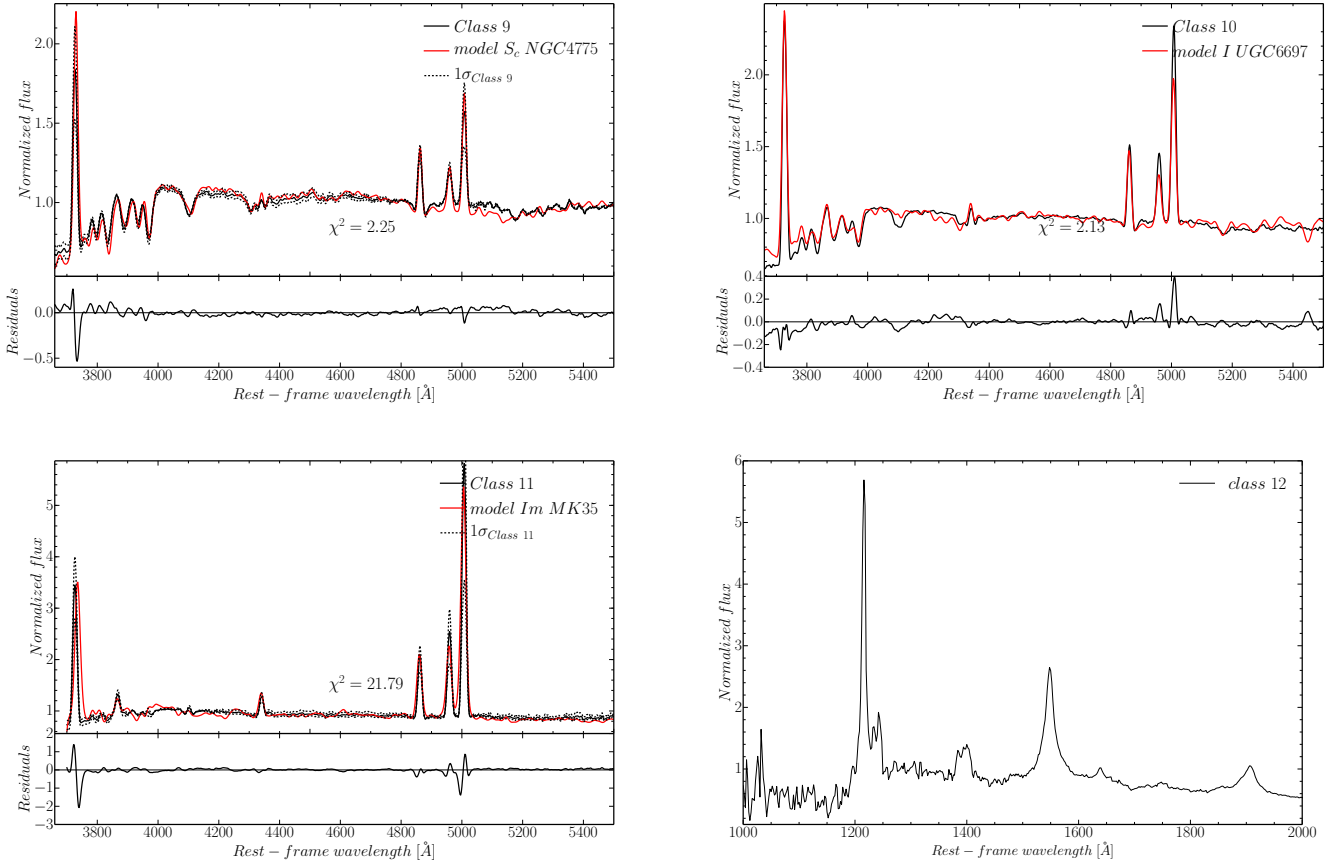 Class 9
model S_c NGC4775
1σ_Class 9
Normalized flux
2.0
1.5
1.0
χ² = 2.25
Residuals
0.0
−0.5
3800 4000 4200 4400 4600 4800 5000 5200 5400
Rest − frame wavelength [Å]
Class 10
model I UGC6697
Normalized flux
2.0
1.5
1.0
χ² = 2.13
Residuals
0.4
0.2
0.0
−0.2
−0.4
3800 4000 4200 4400 4600 4800 5000 5200 5400
Rest − frame wavelength [Å]
Class 11
model Im MK35
1σ_Class 11
Normalized flux
5
4
3
2
1
χ² = 21.79
Residuals
2
1
0
−1
−2
−3
3800 4000 4200 4400 4600 4800 5000 5200 5400
Rest − frame wavelength [Å]
class 12
Normalized flux
6
5
4
3
2
1
1000 1200 1400 1600 1800 2000
Rest − frame wavelength [Å]